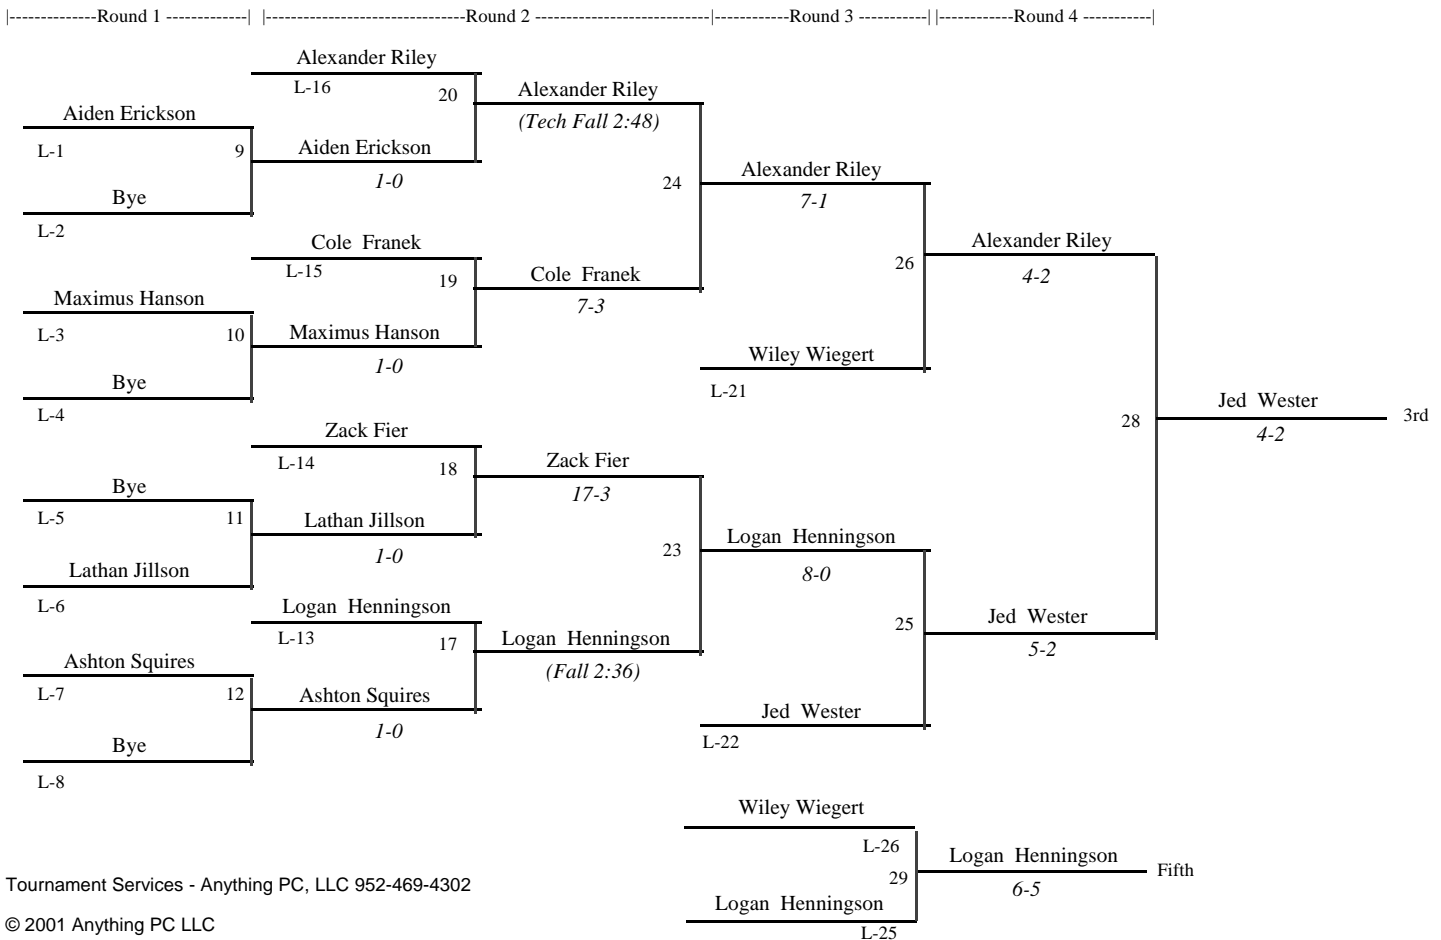 |--------------Round 1 -------------| |--------------------------------Round 2 ----------------------------|------------Round 3 -----------| |------------Round 4 -----------|
Alexander Riley
L-16
20
Alexander Riley
(Tech Fall 2:48)
Aiden Erickson
L-1
9
Aiden Erickson
1-0
Bye
L-2
24
Alexander Riley
7-1
Cole Franek
L-15
19
Cole Franek
7-3
Maximus Hanson
L-3
10
Maximus Hanson
1-0
Bye
L-4
26
Alexander Riley
4-2
Wiley Wiegert
L-21
28
Jed Wester
4-2
3rd
Zack Fier
L-14
18
Zack Fier
17-3
Bye
L-5
11
Lathan Jillson
1-0
Lathan Jillson
L-6
23
Logan Henningson
8-0
Logan Henningson
L-13
17
Logan Henningson
(Fall 2:36)
Ashton Squires
L-7
12
Ashton Squires
1-0
Bye
L-8
25
Jed Wester
5-2
Jed Wester
L-22
Wiley Wiegert
L-26
29
Logan Henningson
6-5
Fifth
Logan Henningson
L-25
Tournament Services - Anything PC, LLC 952-469-4302
© 2001 Anything PC LLC